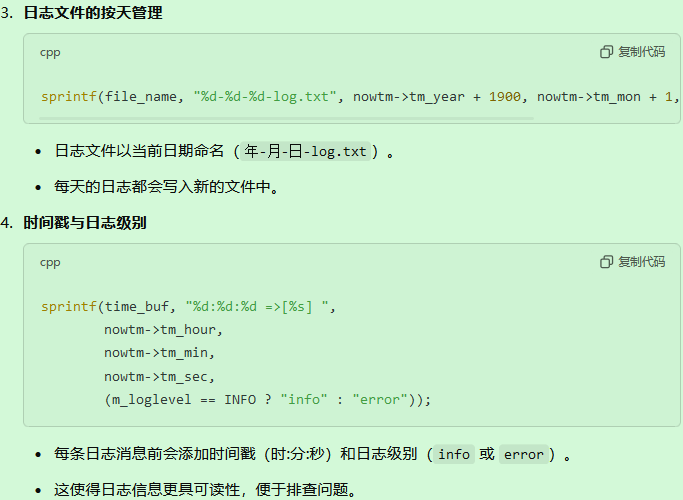 3. 日志文件的按天管理
cpp 复制代码
sprintf(file_name, "%d-%d-%d-log.txt", nowtm->tm_year + 1900, nowtm->tm_mon + 1,
• 日志文件以当前日期命名（年-月-日-log.txt）。
• 每天的日志都会写入新的文件中。
4. 时间戳与日志级别
cpp 复制代码
sprintf(time_buf, "%d:%d:%d =>[%s] ",
nowtm->tm_hour,
nowtm->tm_min,
nowtm->tm_sec,
(m_loglevel == INFO ? "info" : "error"));
• 每条日志消息前会添加时间戳（时:分:秒）和日志级别（info 或 error）。
• 这使得日志信息更具可读性，便于排查问题。